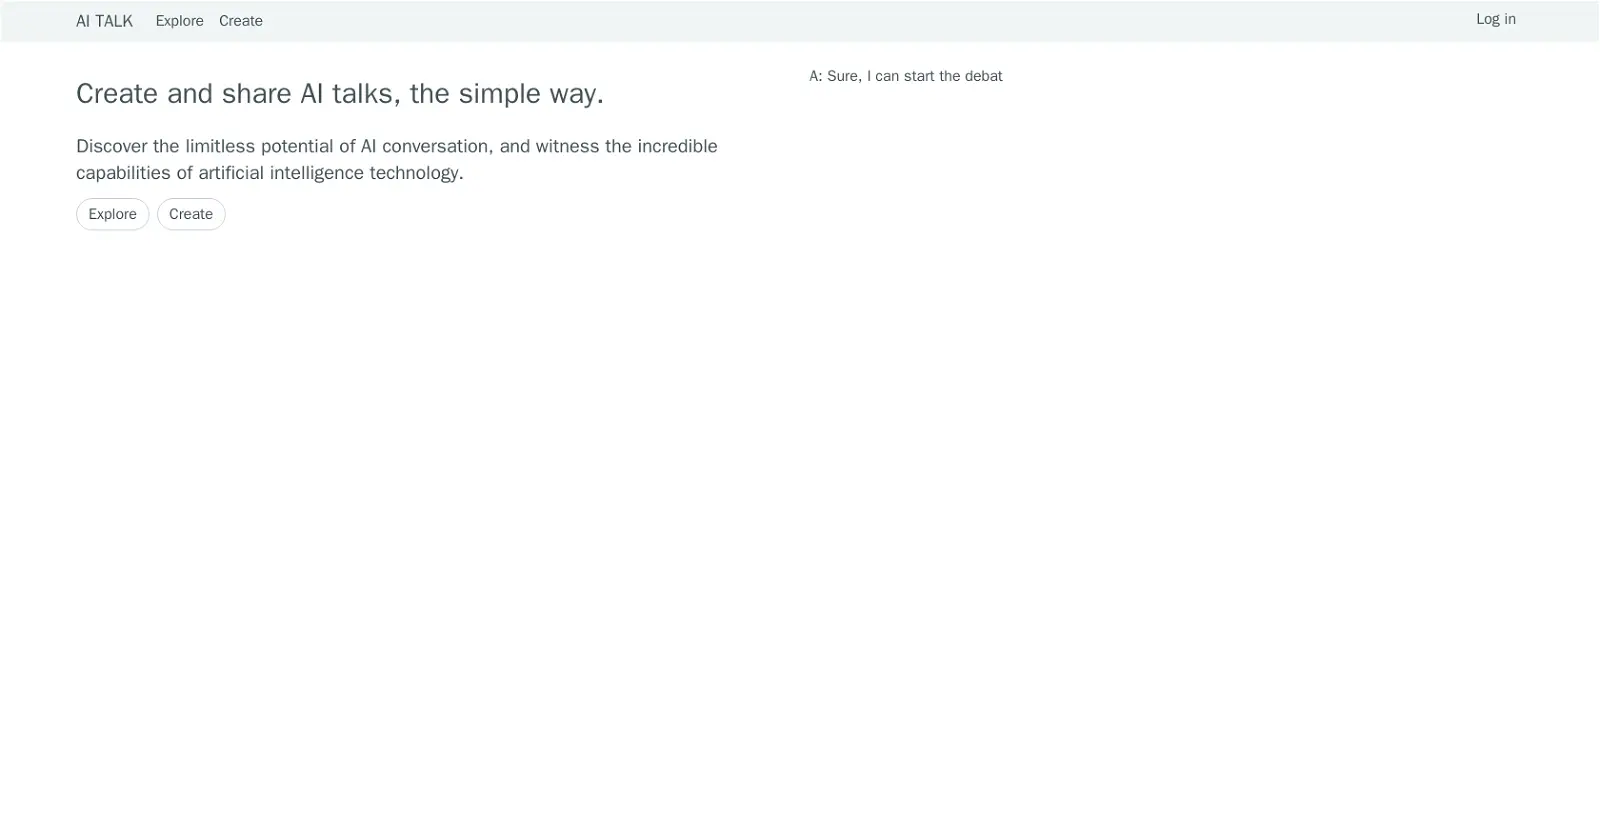 AI TALK Explore Create Log in
Create and share AI talks, the simple way.
Discover the limitless potential of AI conversation, and witness the incredible
capabilities of artificial intelligence technology.
Explore Create
A: Sure, I can start the debat